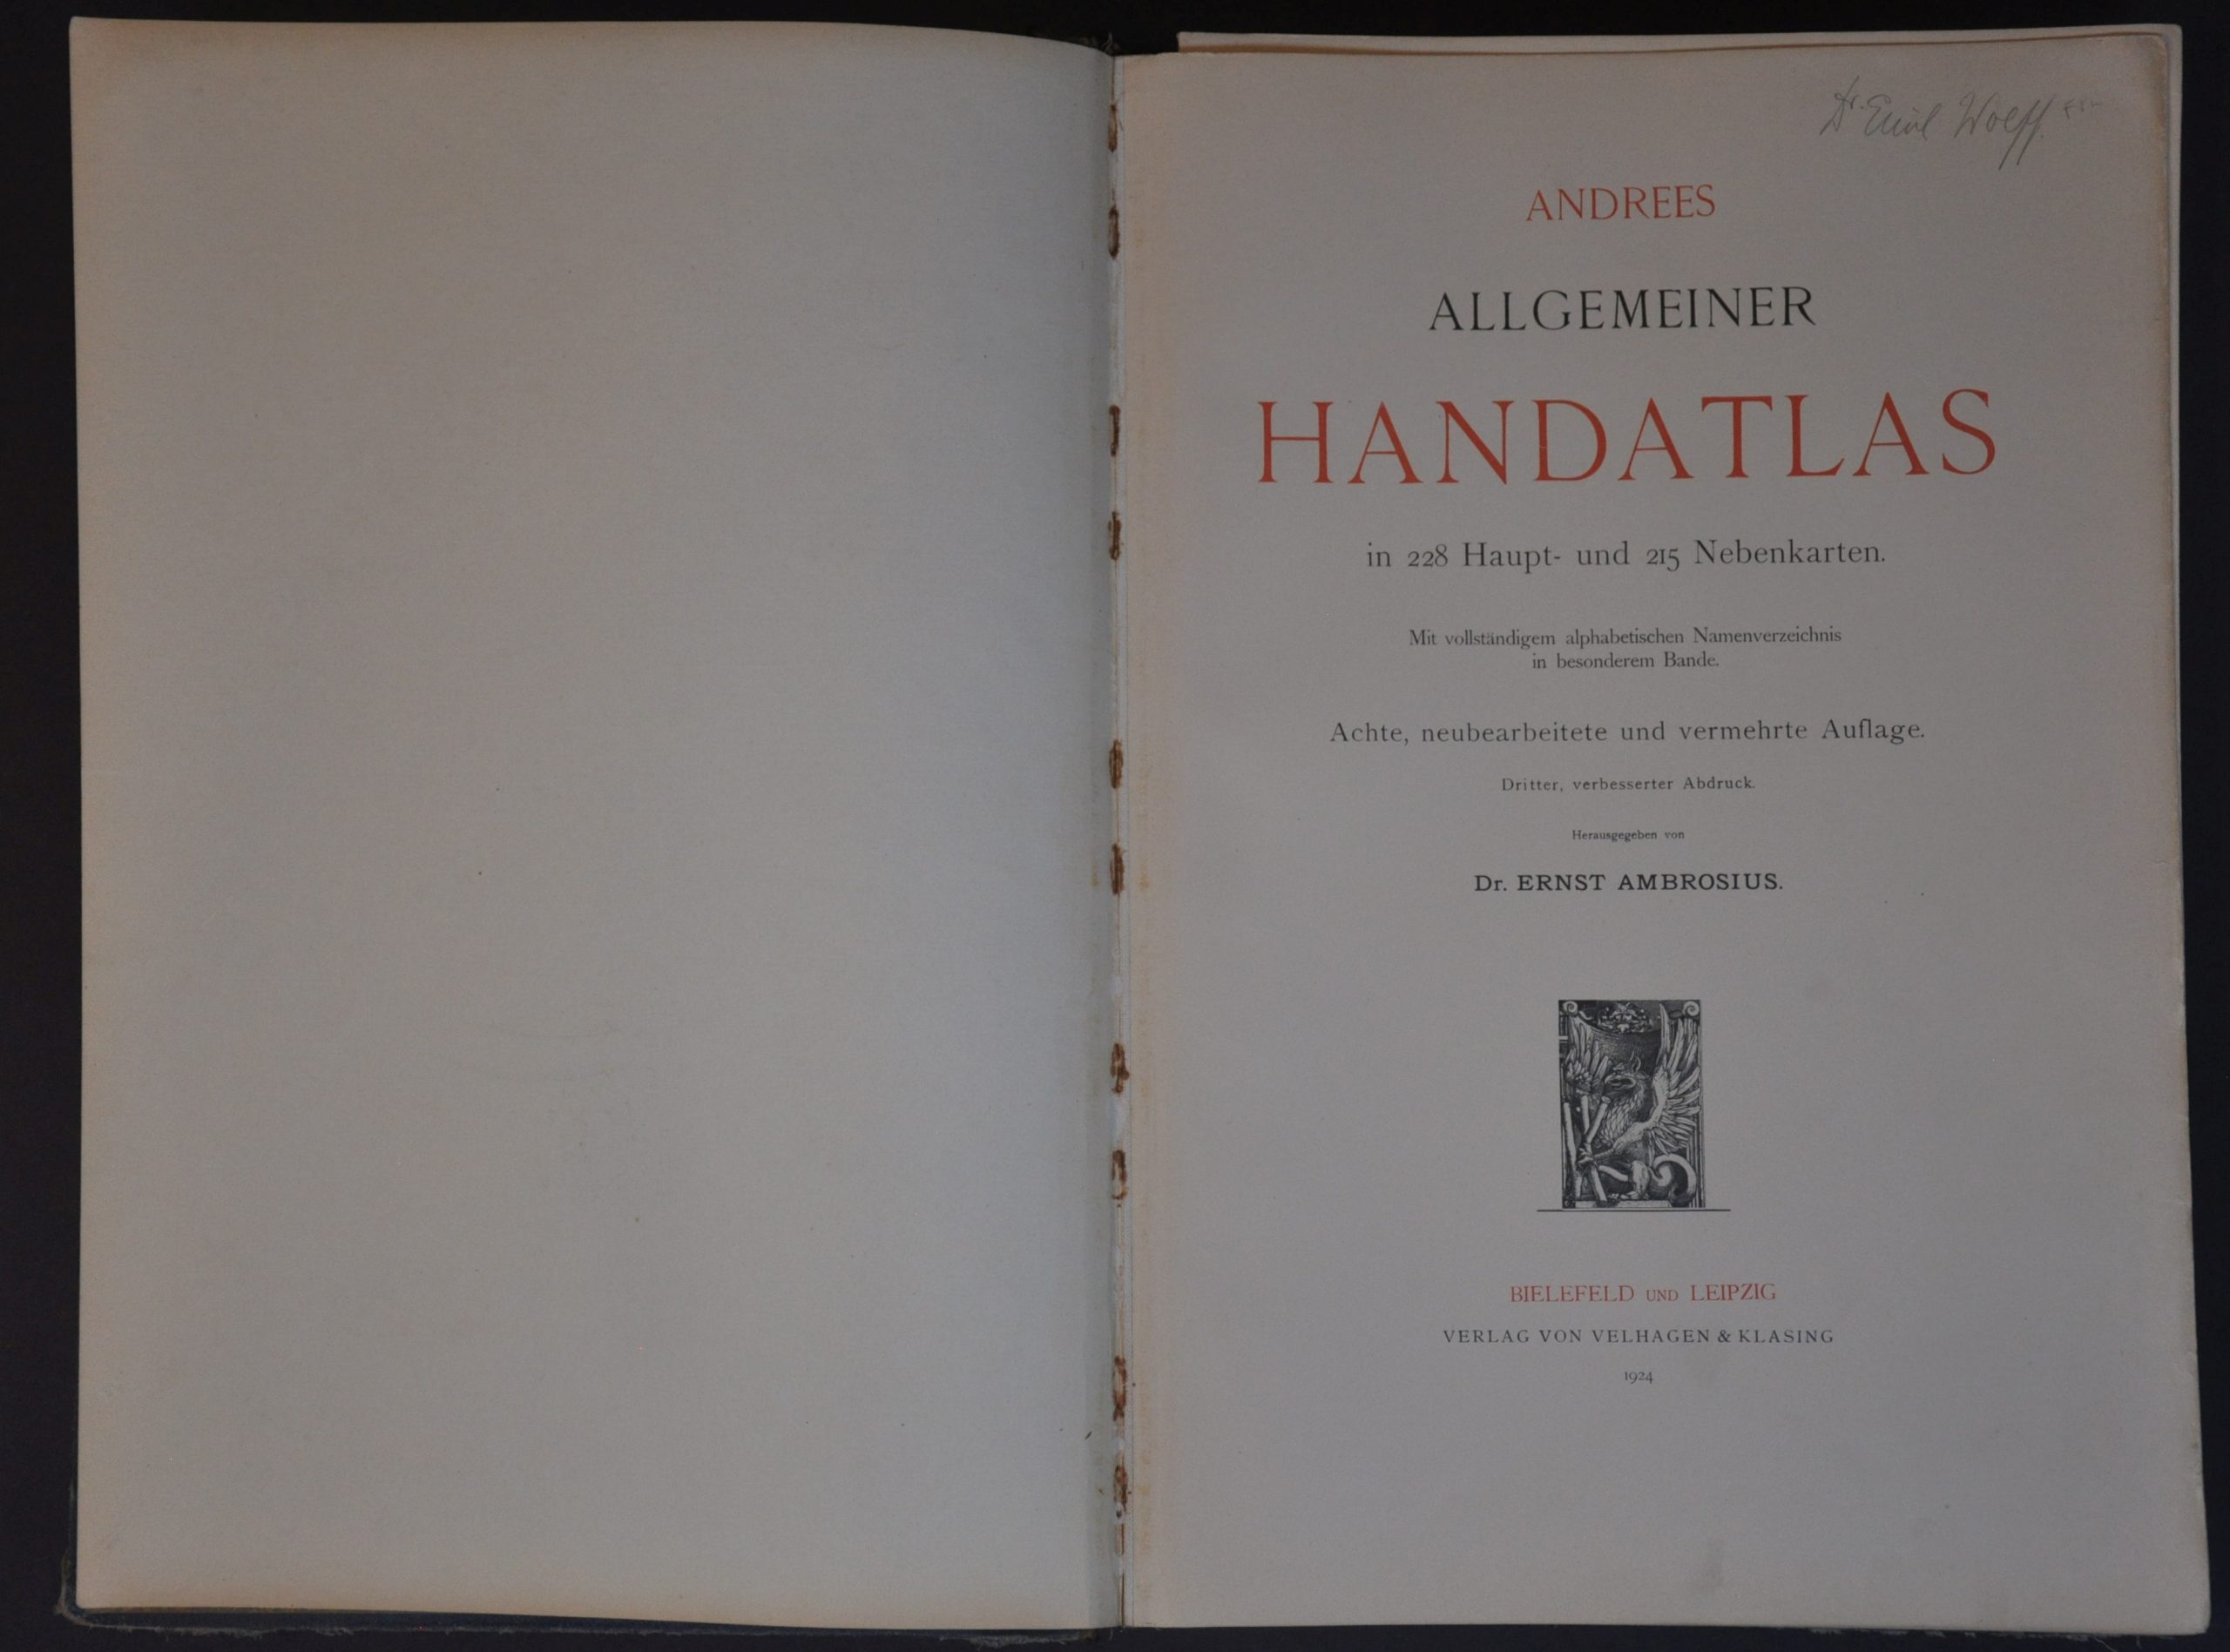 Dr. Emil Wolff.
ANDREES
ALLGEMEINER
HANDATLAS
in 228 Haupt- und 215 Nebenkarten.
Mit vollständigem alphabetischen Namenverzeichnis
in besonderem Bande.
Achte, neubearbeitete und vermehrte Auflage.
Dritter, verbesserter Abdruck.
Herausgegeben von
Dr. ERNST AMBROSIUS.
BIELEFELD UND LEIPZIG
VERLAG VON VELHAGEN & KLASING
1924